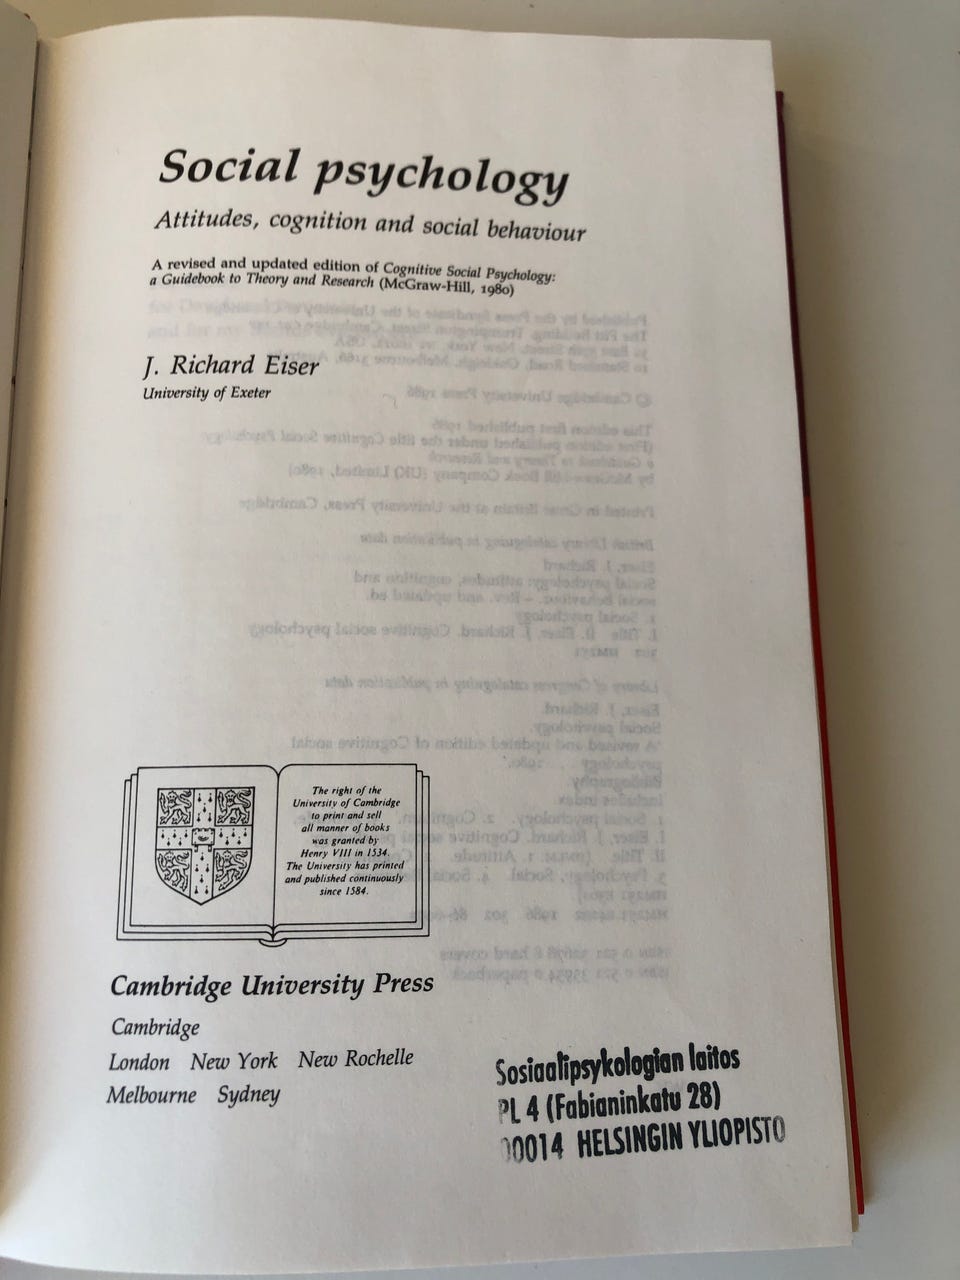 Social psychology
Attitudes, cognition and social behaviour
A revised and updated edition of Cognitive Social Psychology:
a Guidebook to Theory and Research (McGraw-Hill, 1980)
J. Richard Eiser
University of Exeter
The right of the
University of Cambridge
to print and sell
all manner of books
was granted by
Henry VIII in 1534.
The University has printed
and published continuously
since 1584.
Cambridge University Press
Cambridge
London New York New Rochelle
Melbourne Sydney
Sosiaalipsykologian laitos
PL 4 (Fabianinkatu 28)
00014 HELSINGIN YLIOPISTO